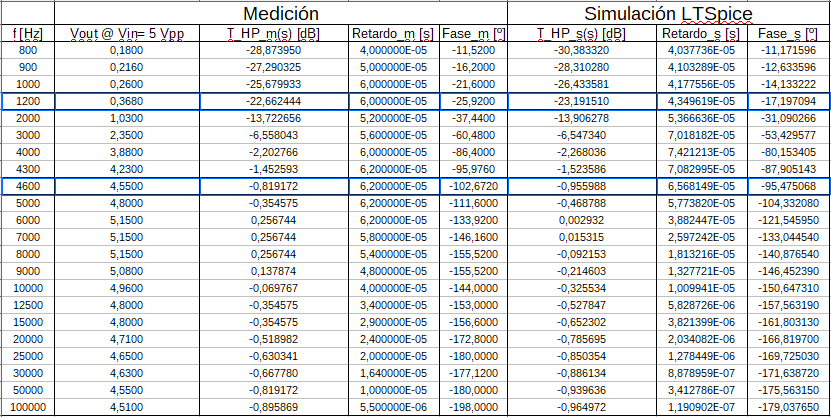 Medición Simulación LTSpice
f [Hz] Vout @ Vin= 5 Vpp T_HP_m(s) [dB] Retardo_m [s] Fase_m [º] T_HP_s(s) [dB] Retardo_s [s] Fase_s [º]
800 0,1800 -28,873950 4,000000E-05 -11,5200 -30,383320 4,037736E-05 -11,171596
900 0,2160 -27,290325 5,000000E-05 -16,2000 -28,310280 4,103289E-05 -12,633596
1000 0,2600 -25,679933 6,000000E-05 -21,6000 -26,433581 4,177556E-05 -14,133222
1200 0,3680 -22,662444 6,000000E-05 -25,9200 -23,191510 4,349619E-05 -17,197094
2000 1,0300 -13,722656 5,200000E-05 -37,4400 -13,906278 5,366636E-05 -31,090266
3000 2,3500 -6,558043 5,600000E-05 -60,4800 -6,547340 7,018182E-05 -53,429577
4000 3,8800 -2,202766 6,000000E-05 -86,4000 -2,268036 7,421213E-05 -80,153405
4300 4,2300 -1,452593 6,200000E-05 -95,9760 -1,523586 7,082995E-05 -87,905143
4600 4,5500 -0,819172 6,200000E-05 -102,6720 -0,955988 6,568149E-05 -95,475068
5000 4,8000 -0,354575 6,200000E-05 -111,6000 -0,468788 5,773820E-05 -104,332080
6000 5,1500 0,256744 6,200000E-05 -133,9200 0,002932 3,882447E-05 -121,545950
7000 5,1500 0,256744 5,800000E-05 -146,1600 0,015315 2,597242E-05 -133,044540
8000 5,1500 0,256744 5,400000E-05 -155,5200 -0,092153 1,813216E-05 -140,876540
9000 5,0800 0,137874 4,800000E-05 -155,5200 -0,214603 1,327721E-05 -146,452390
10000 4,9600 -0,069767 4,000000E-05 -144,0000 -0,325534 1,009941E-05 -150,647310
12500 4,8000 -0,354575 3,400000E-05 -153,0000 -0,527847 5,828726E-06 -157,563190
15000 4,8000 -0,354575 2,900000E-05 -156,6000 -0,652302 3,821399E-06 -161,803130
20000 4,7100 -0,518982 2,400000E-05 -172,8000 -0,785695 2,034082E-06 -166,819700
25000 4,6500 -0,630341 2,000000E-05 -180,0000 -0,850354 1,278449E-06 -169,725030
30000 4,6300 -0,667780 1,640000E-05 -177,1200 -0,886134 8,878959E-07 -171,638720
50000 4,5500 -0,819172 1,000000E-05 -180,0000 -0,939636 3,412786E-07 -175,563150
100000 4,5100 -0,895869 5,500000E-06 -198,0000 -0,964972 1,190902E-07 -179,037650